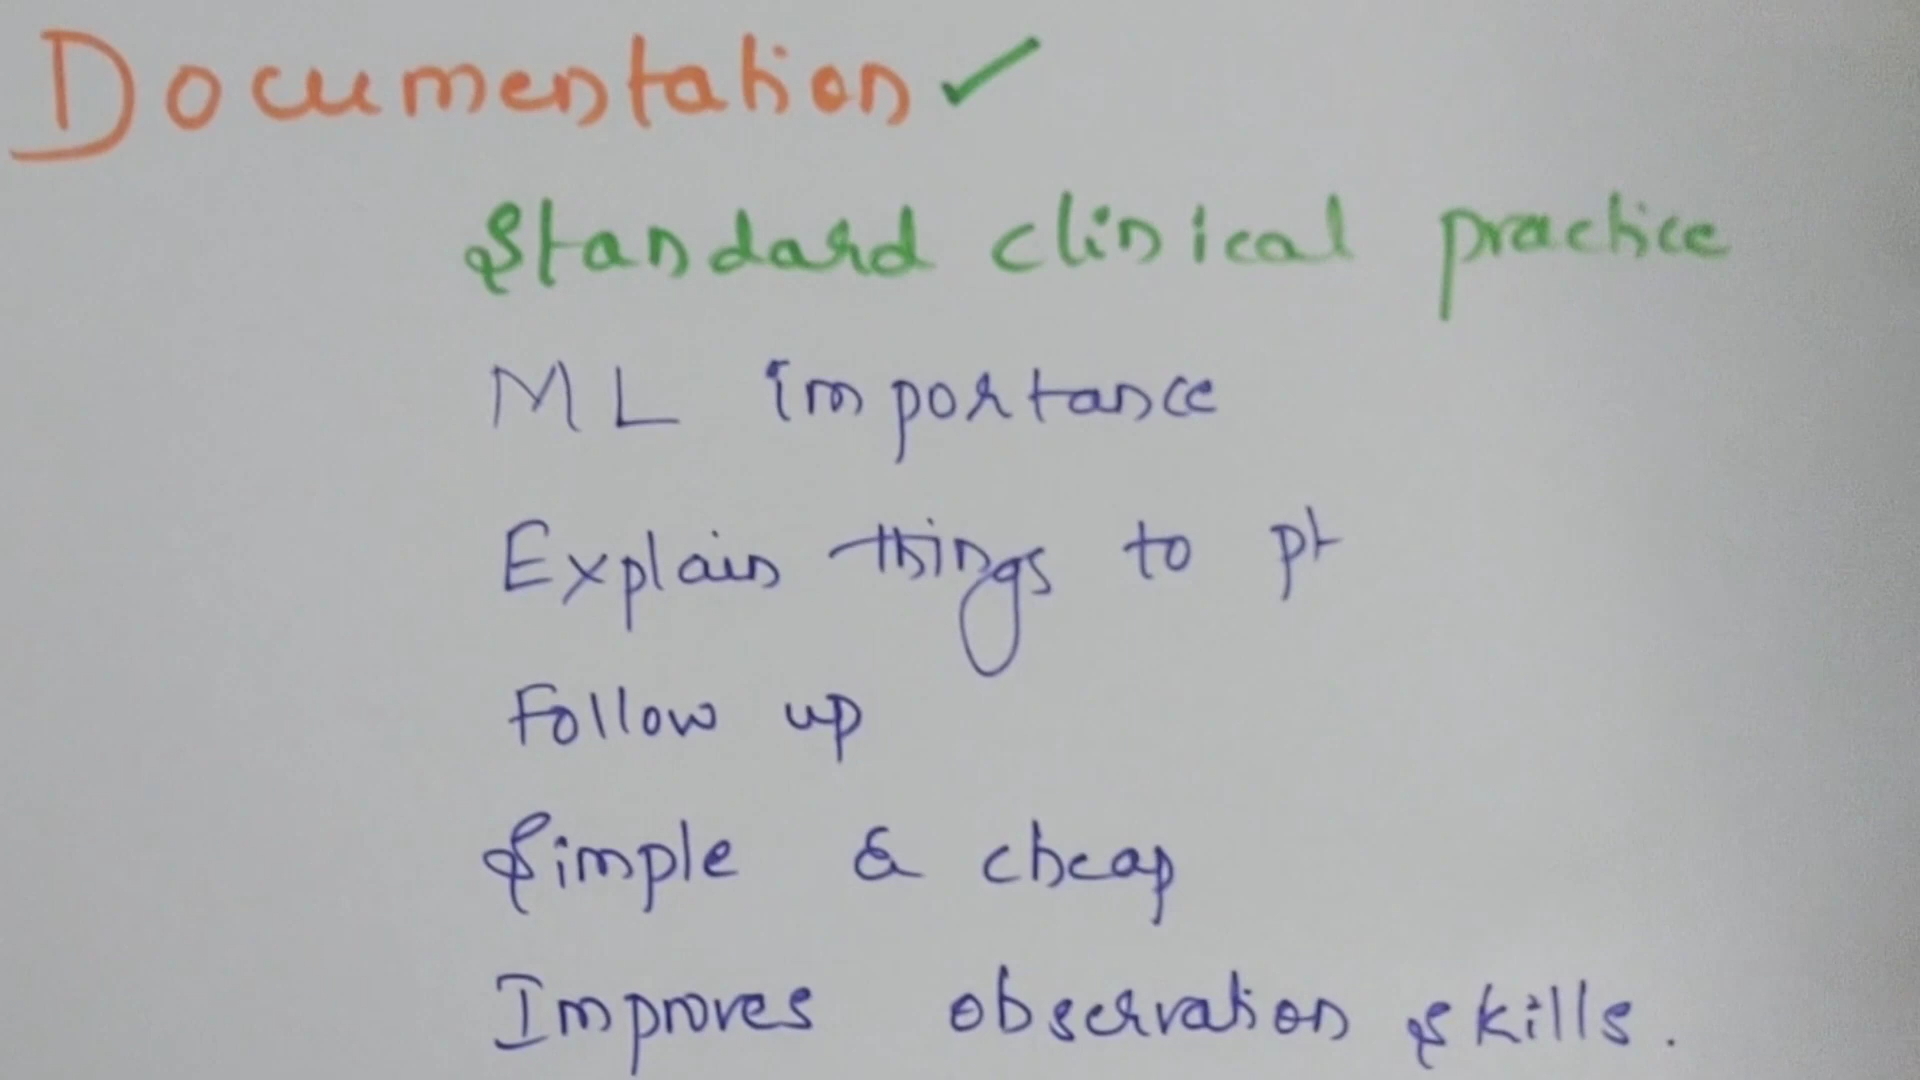 Documentation ✓
Standard clinical practice
ML importance
Explain things to pt
Follow up
Simple & cheap
Improves observation skills.